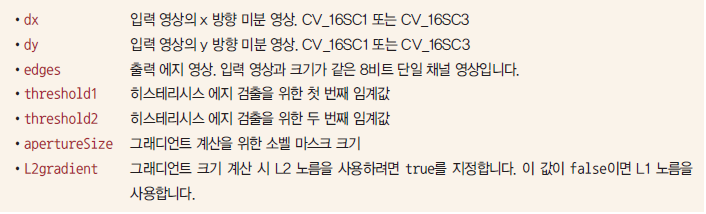 • dx 입력 영상의 x 방향 미분 영상. CV_16SC1 또는 CV_16SC3
• dy 입력 영상의 y 방향 미분 영상. CV_16SC1 또는 CV_16SC3
• edges 출력 에지 영상. 입력 영상과 크기가 같은 8비트 단일 채널 영상입니다.
• threshold1 히스테리시스 에지 검출을 위한 첫 번째 임계값
• threshold2 히스테리시스 에지 검출을 위한 두 번째 임계값
• apertureSize 그래디언트 계산을 위한 소벨 마스크 크기
• L2gradient 그래디언트 크기 계산 시 L2 노름을 사용하려면 true를 지정합니다. 이 값이 false이면 L1 노름을
사용합니다.